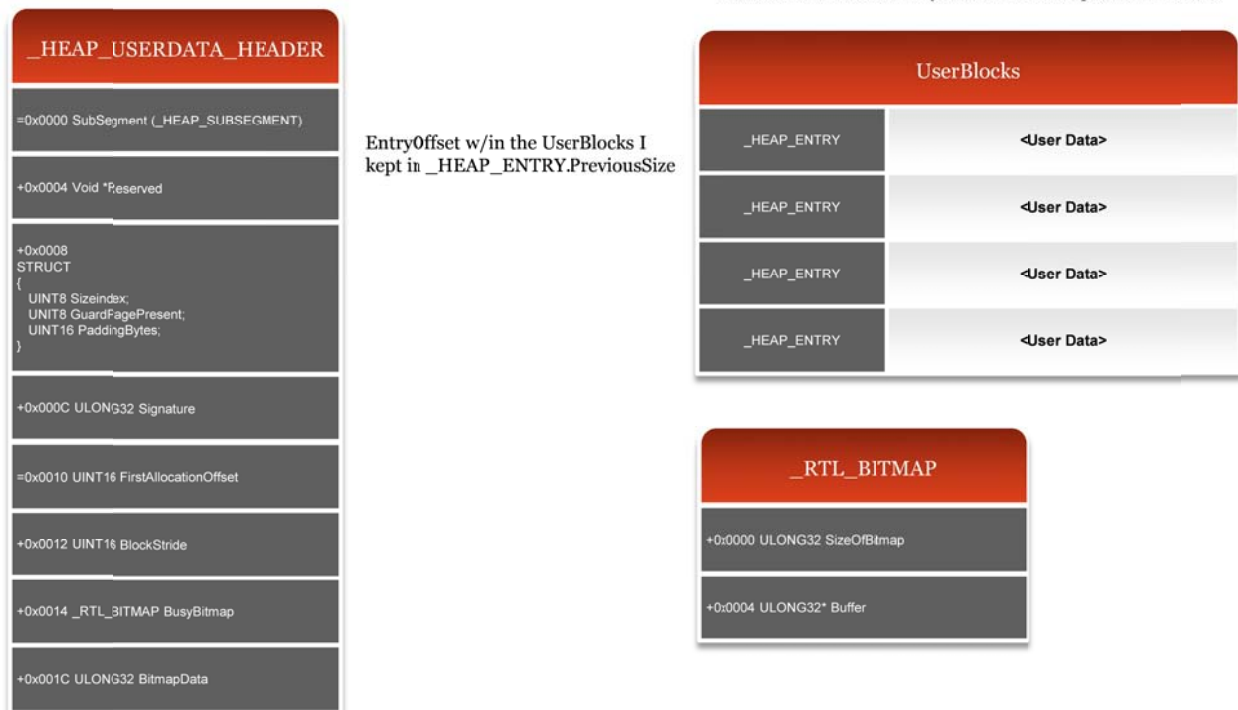 _HEAP_USERDATA_HEADER
=0x0000 SubSegment (_HEAP_SUBSEGMENT)
+0x0004 Void *Reserved
+0x0008
STRUCT
{
UINT8 Sizeindex;
UNIT8 GuardPagePresent;
UINT16 PaddingBytes;
}
+0x000C ULONG32 Signature
=0x0010 UINT16 FirstAllocationOffset
+0x0012 UINT16 BlockStride
+0x0014 _RTL_BITMAP BusyBitmap
+0x001C ULONG32 BitmapData
EntryOffset w/in the UserBlocks I
kept in _HEAP_ENTRY.PreviousSize
UserBlocks
_HEAP_ENTRY <User Data>
_HEAP_ENTRY <User Data>
_HEAP_ENTRY <User Data>
_HEAP_ENTRY <User Data>
_RTL_BITMAP
+0x0000 ULONG32 SizeOfBitmap
+0x0004 ULONG32* Buffer